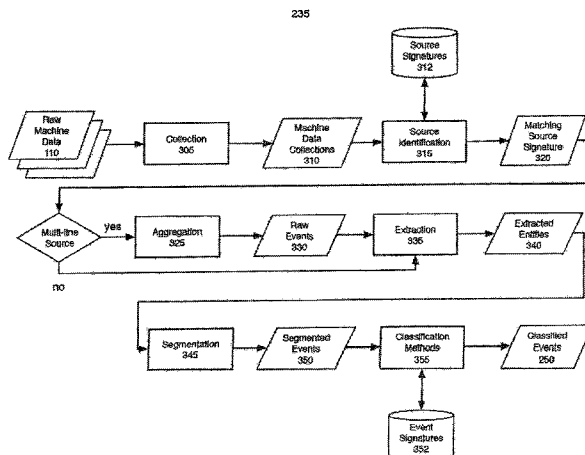 235
Source
Signatures
312
Raw
Machine
Data
110
Collection
305
Machine
Data
Collections
310
Source
Identification
315
Matching
Source
Signature
320
Multi-line
Source
yes
no
Aggregation
325
Raw
Events
330
Extraction
335
Extracted
Entities
340
Segmentation
345
Segmented
Events
350
Classification
Methods
355
Classified
Events
250
Event
Signatures
352